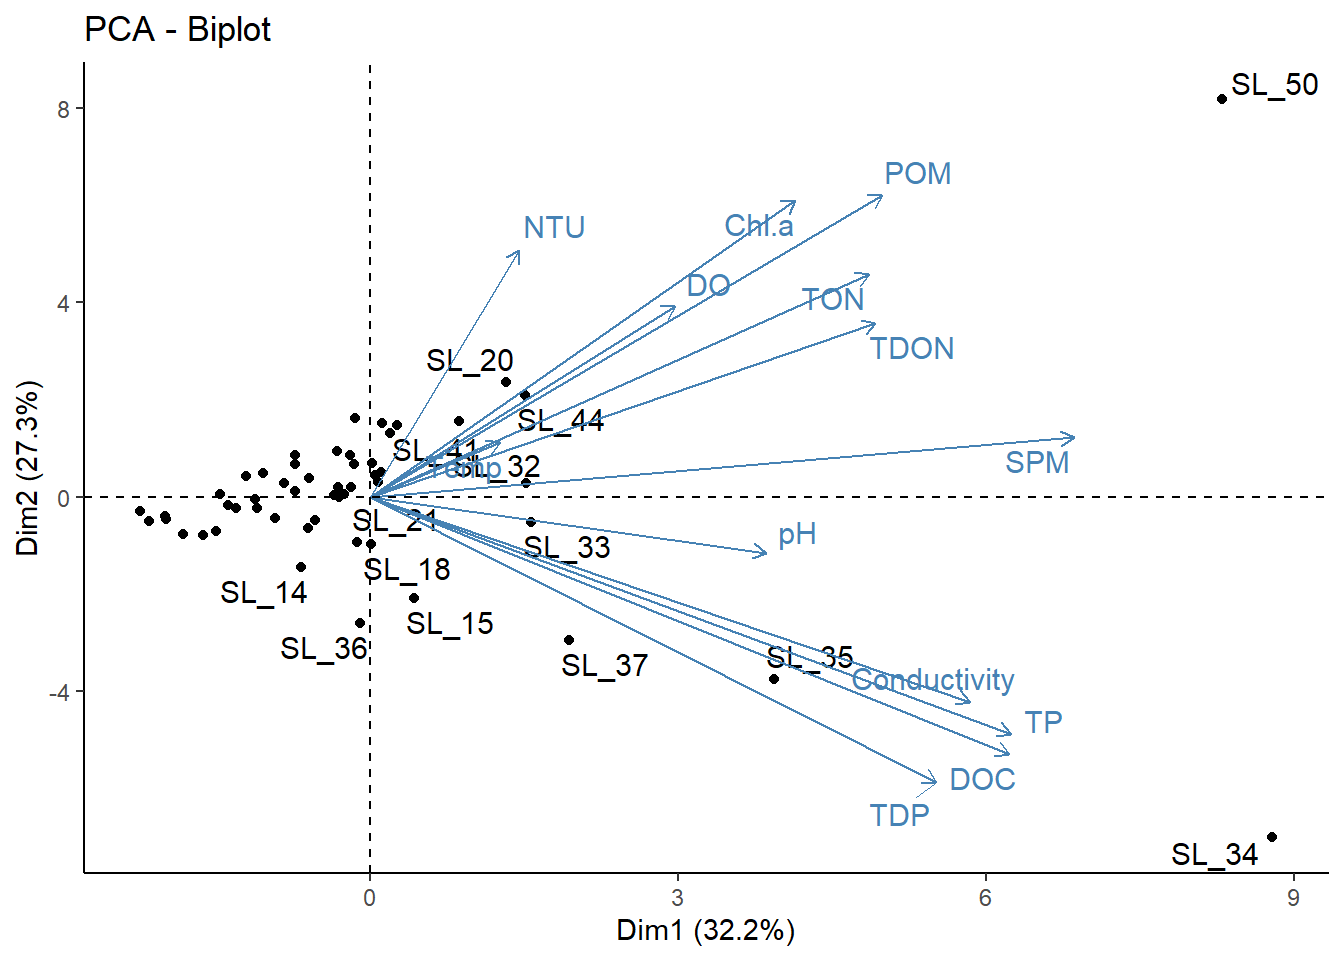 PCA - Biplot
SL_50
8
POM
Chl.a
NTU
DO
TON
4
TDON
SL_20
SL_44
SL_41
SPM
Temp
SL_32
0
SL_21
pH
SL_33
SL_18
SL_14
SL_15
SL_36
SL_37
SL_35
Conductivity
-4
TP
DOC
TDP
SL_34
0
3
6
9
Dim1 (32.2%)
Dim2 (27.3%)